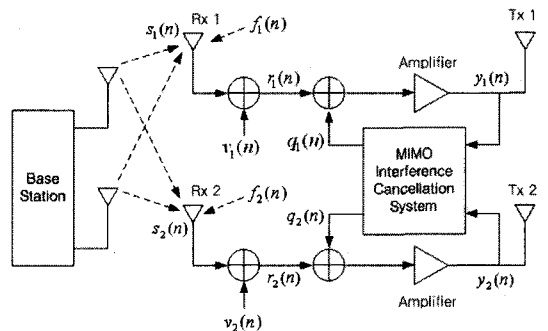 Rx 1
Tx 1
s₁(n)
f₁(n)
Amplifier
r₁(n)
y₁(n)
v₁(n)
q₁(n)
MIMO
Interference
Cancellation
System
Base
Station
Rx 2
f₂(n)
q₂(n)
Tx 2
s₂(n)
r₂(n)
y₂(n)
Amplifier
v₂(n)